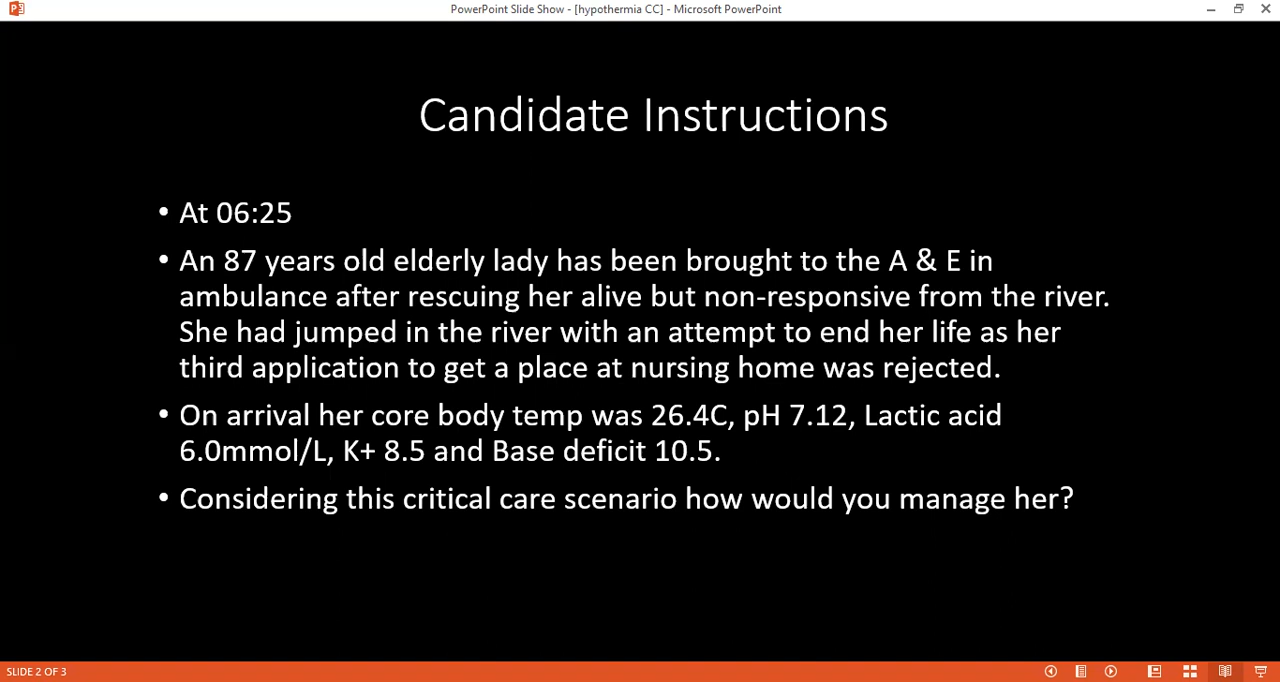 PowerPoint Slide Show - [hypothermia CC] - Microsoft PowerPoint
Candidate Instructions
• At 06:25
• An 87 years old elderly lady has been brought to the A & E in
ambulance after rescuing her alive but non-responsive from the river.
She had jumped in the river with an attempt to end her life as her
third application to get a place at nursing home was rejected.
• On arrival her core body temp was 26.4C, pH 7.12, Lactic acid
6.0mmol/L, K+ 8.5 and Base deficit 10.5.
• Considering this critical care scenario how would you manage her?
SLIDE 2 OF 3